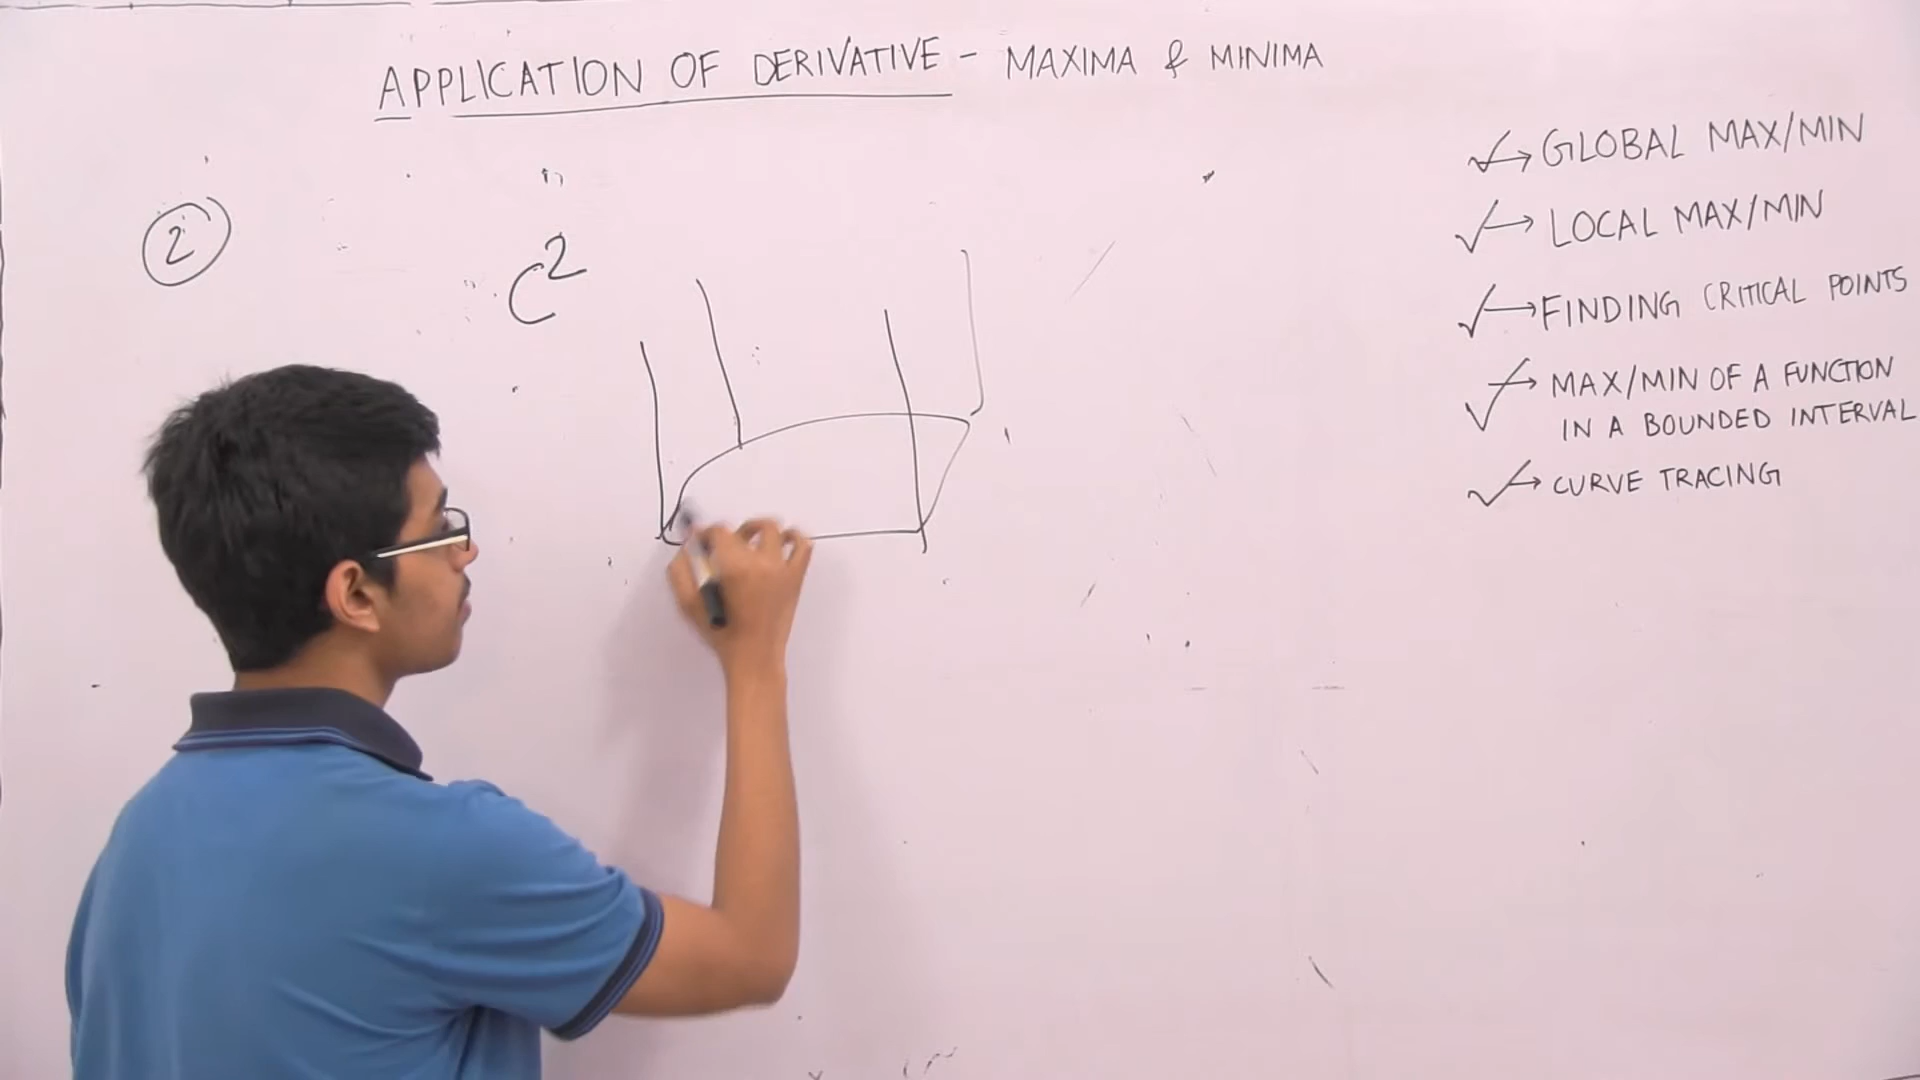 APPLICATION OF DERIVATIVE - MAXIMA & MINIMA
2
C²
✓→ GLOBAL MAX/MIN
✓→ LOCAL MAX/MIN
✓→ FINDING CRITICAL POINTS
✓→ MAX/MIN OF A FUNCTION
IN A BOUNDED INTERVAL
✓→ CURVE TRACING